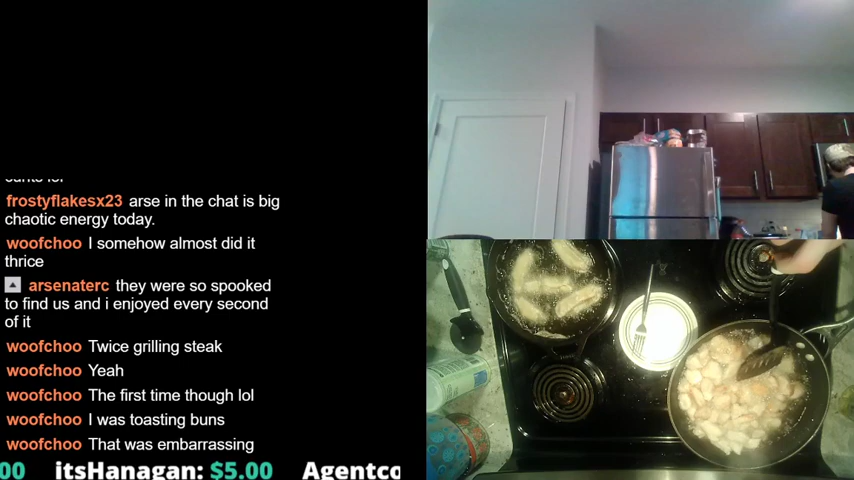 frostyflakesx23 arse in the chat is big
chaotic energy today.
woofchoo I somehow almost did it
thrice
arsenaterc they were so spooked
to find us and i enjoyed every second
of it
woofchoo Twice grilling steak
woofchoo Yeah
woofchoo The first time though lol
woofchoo I was toasting buns
woofchoo That was embarrassing
00 itsHanagan: $5.00 Agentco